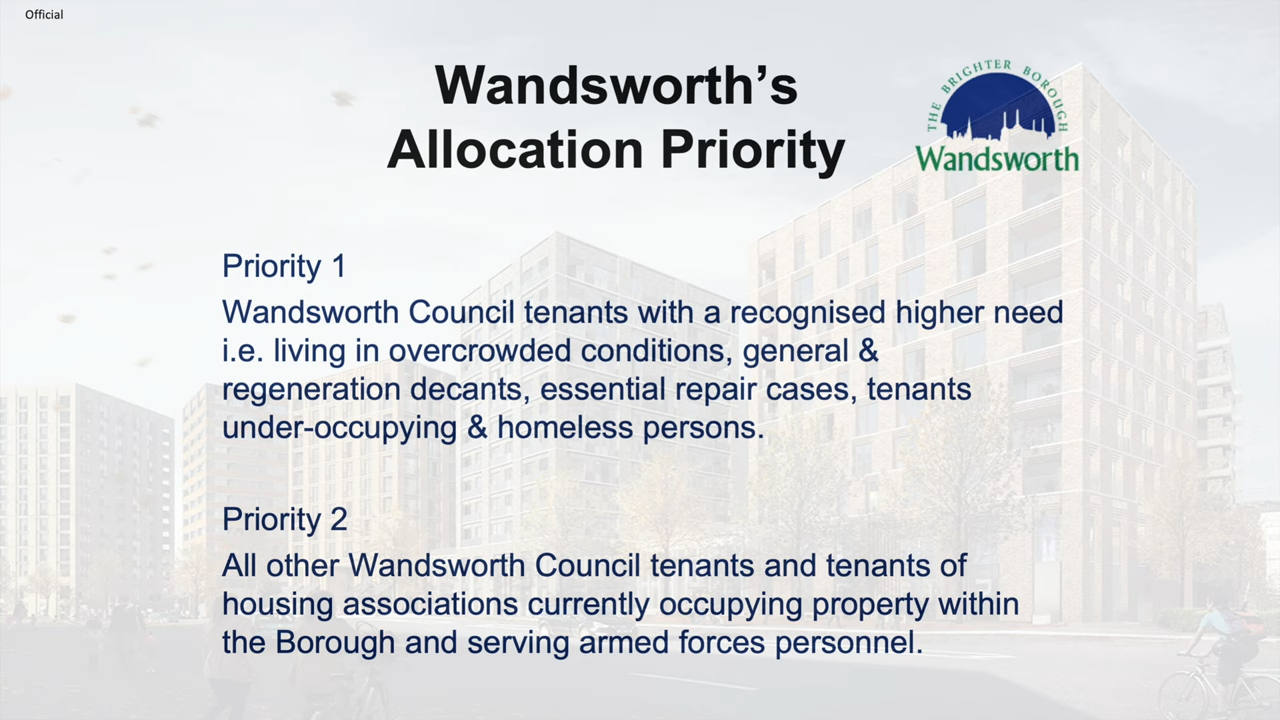 Official
Wandsworth’s
Allocation Priority
THE BRIGHTER BOROUGH
Wandsworth
Priority 1
Wandsworth Council tenants with a recognised higher need
i.e. living in overcrowded conditions, general &
regeneration decants, essential repair cases, tenants
under-occupying & homeless persons.
Priority 2
All other Wandsworth Council tenants and tenants of
housing associations currently occupying property within
the Borough and serving armed forces personnel.